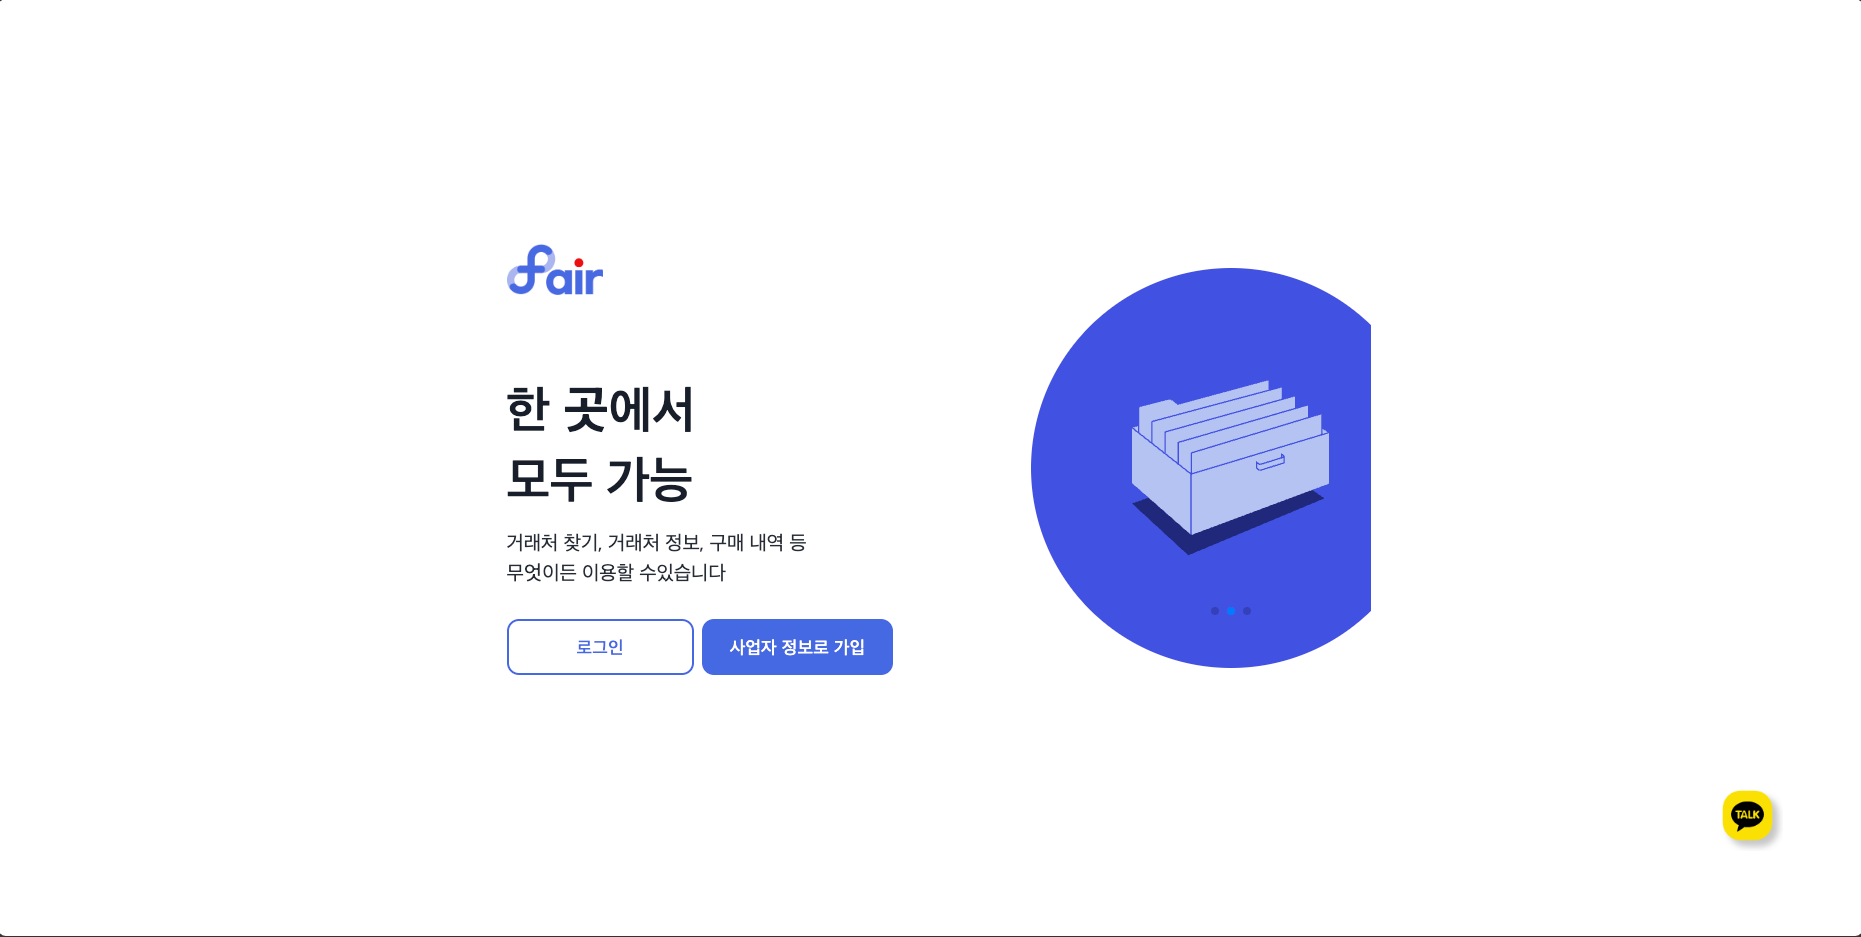 fair
한 곳에서
모두 가능
거래처 찾기, 거래처 정보, 구매 내역 등
무엇이든 이용할 수있습니다
로그인
사업자 정보로 가입
TALK